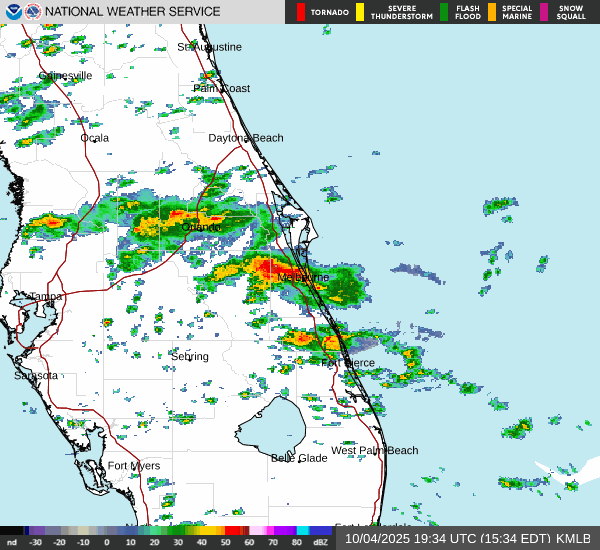 NATIONAL WEATHER SERVICE
TORNADO
SEVERE THUNDERSTORM
FLASH FLOOD
SPECIAL MARINE
SNOW SQUALL
St. Augustine
Gainesville
Palm Coast
Ocala
Daytona Beach
Orlando
Melbourne
Tampa
Sebring
Fort Pierce
Sarasota
West Palm Beach
Belle Glade
Fort Myers
nd -30 -20 -10 0 10 20 30 40 50 60 70 80 dBZ
10/04/2025 19:34 UTC (15:34 EDT) KMLB